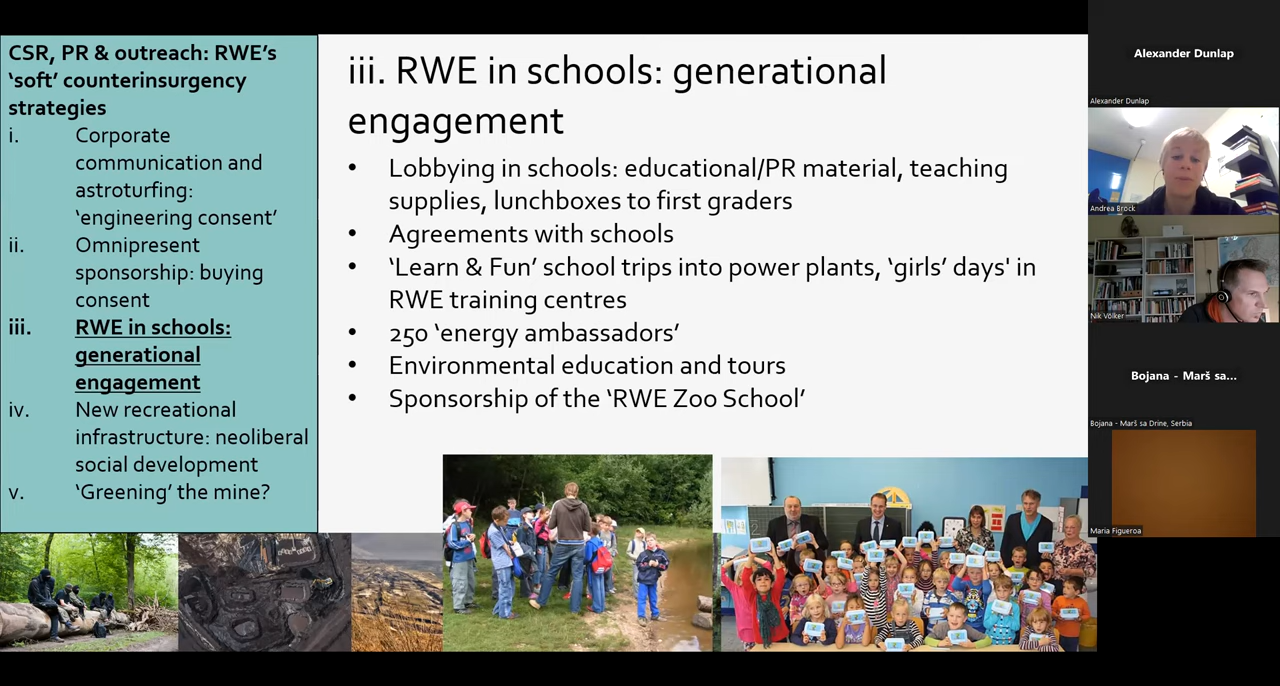 CSR, PR & outreach: RWE's
'soft' counterinsurgency
strategies
i. Corporate
communication and
astroturfing:
'engineering consent'
ii. Omnipresent
sponsorship: buying
consent
iii. RWE in schools:
generational
engagement
iv. New recreational
infrastructure: neoliberal
social development
v. 'Greening' the mine?
iii. RWE in schools: generational
engagement
• Lobbying in schools: educational/PR material, teaching
supplies, lunchboxes to first graders
• Agreements with schools
• 'Learn & Fun' school trips into power plants, 'girls' days' in
RWE training centres
• 250 'energy ambassadors'
• Environmental education and tours
• Sponsorship of the 'RWE Zoo School'
Alexander Dunlap
Alexander Dunlap
Andrea Brock
Nik Völker
Bojana - Marš sa...
Bojana - Marš sa Drine, Serbia
Maria Figueroa